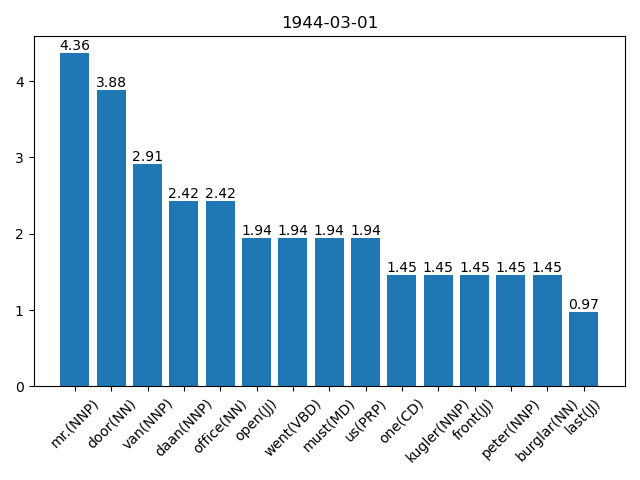 1944-03-01
4.36
3.88
2.91
2.42
2.42
1.94
1.94
1.94
1.94
1.45
1.45
1.45
1.45
1.45
0.97
4
3
2
1
0
mr.(NNP)
door(NN)
van(NNP)
daan(NNP)
office(NN)
open(JJ)
went(VBD)
must(MD)
us(PRP)
one(CD)
kugler(NNP)
front(JJ)
peter(NNP)
burglar(NN)
last(JJ)